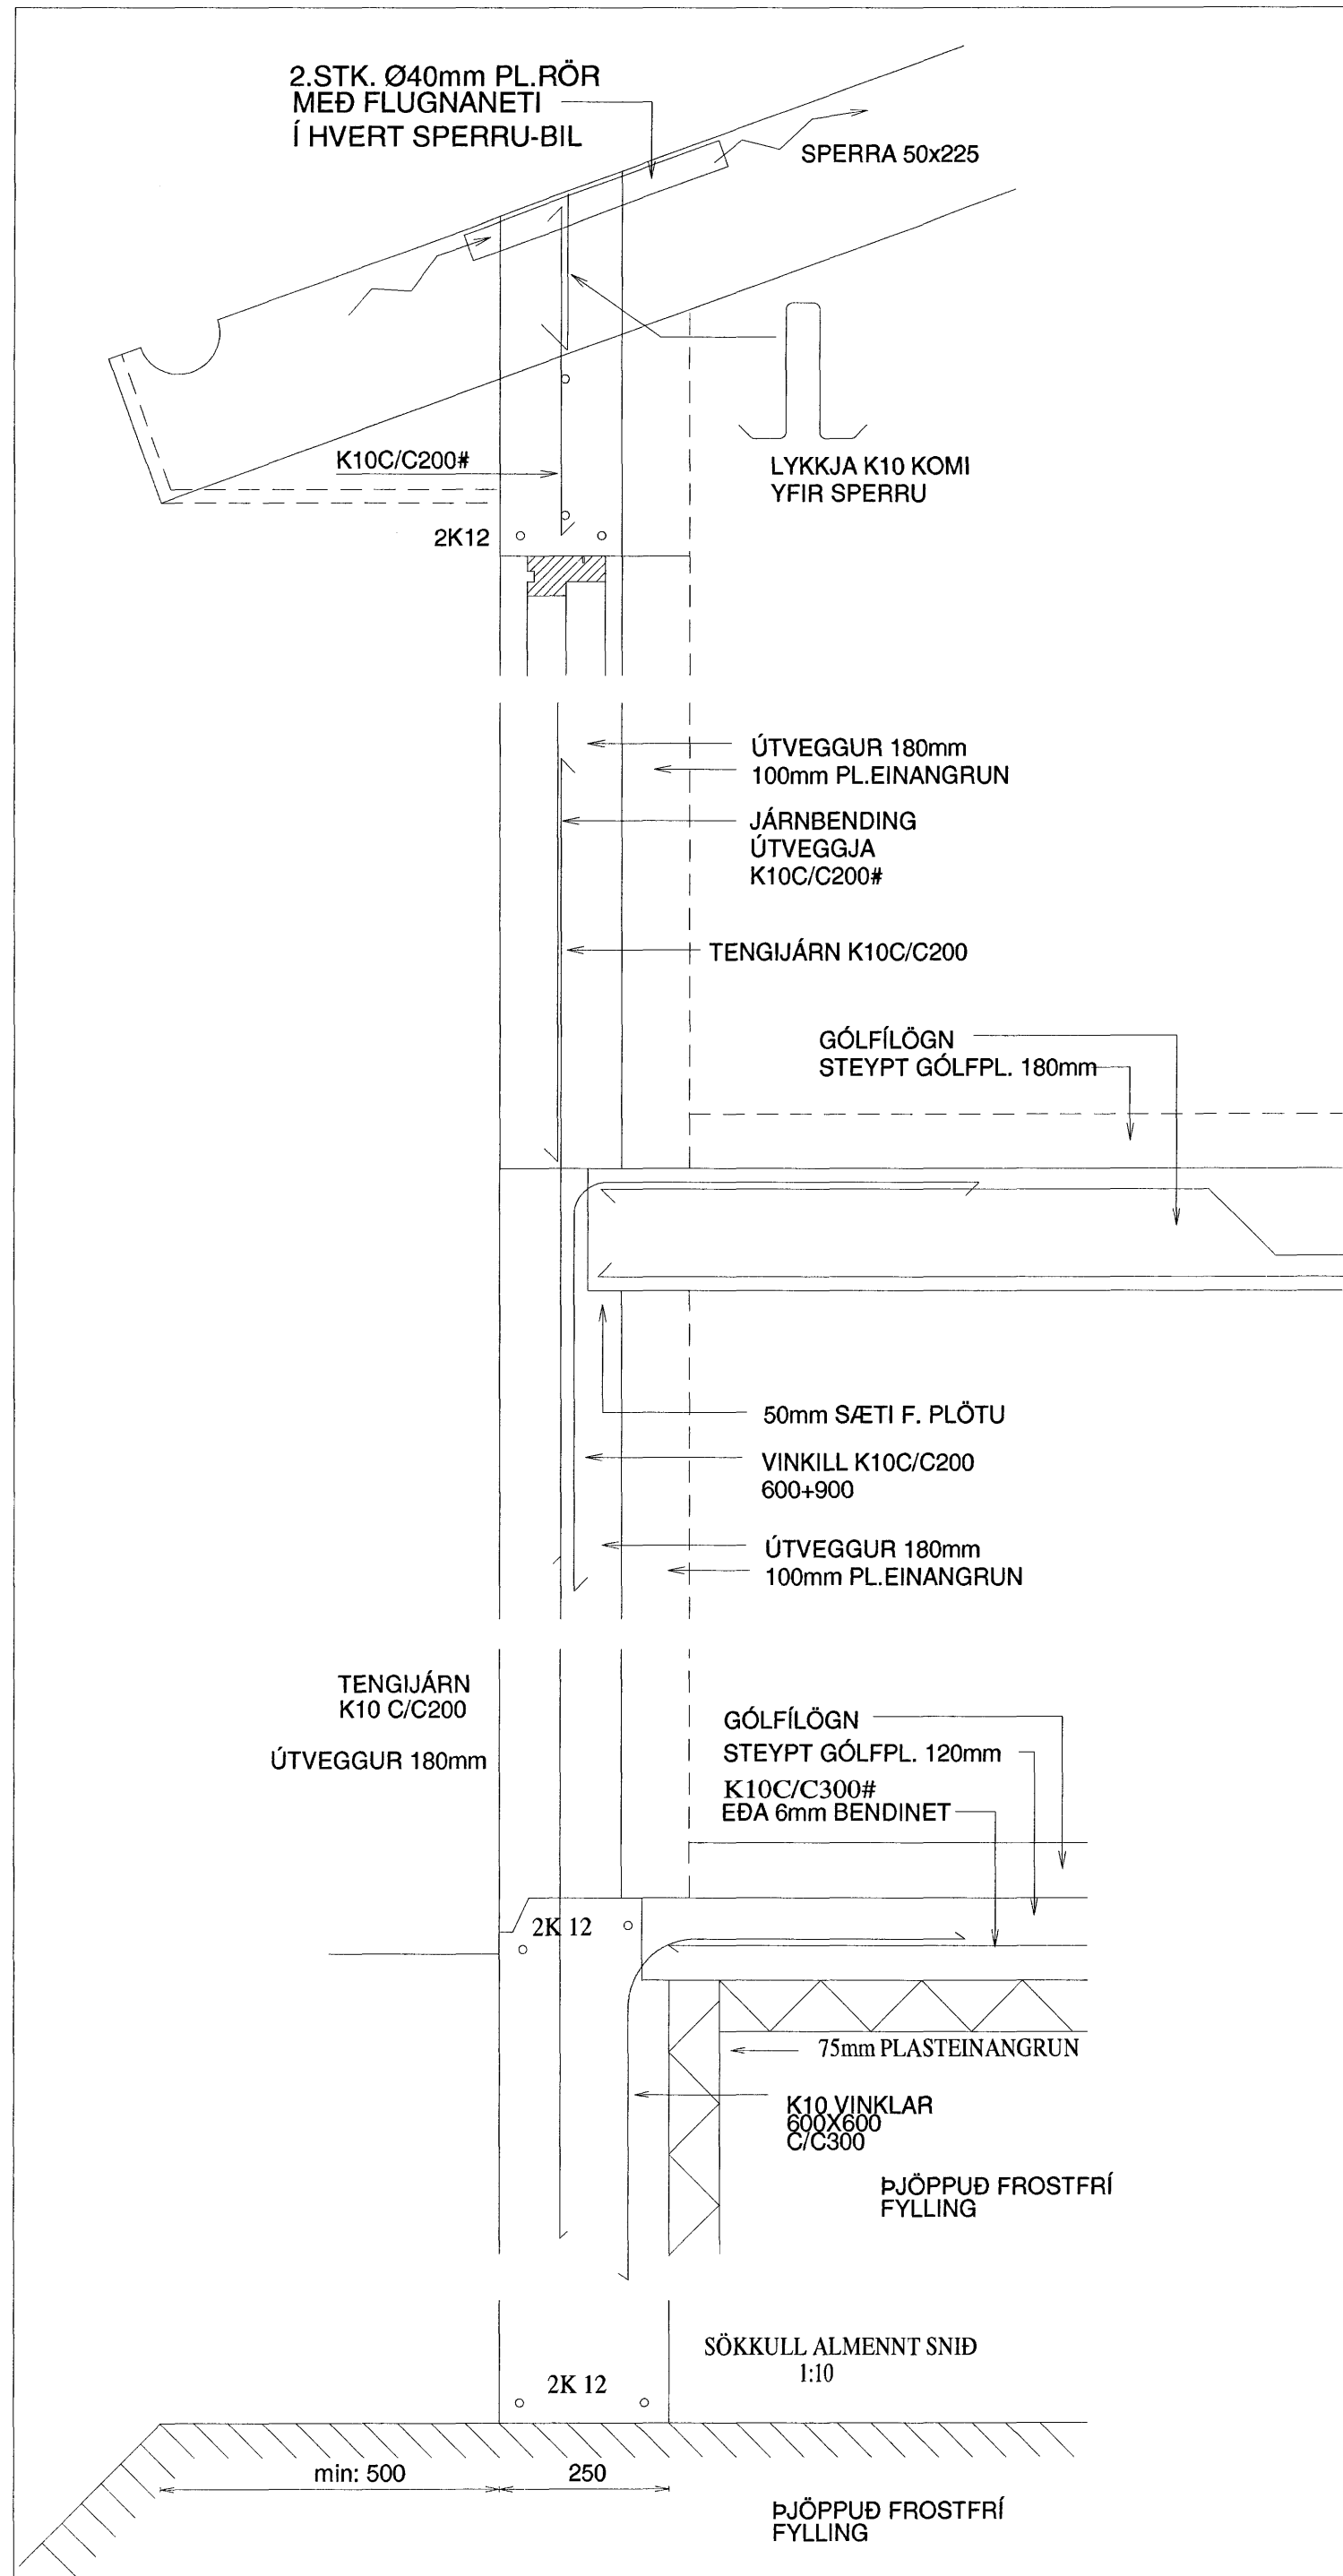 2.STK. Ø40mm PL.RÖR
MEÐ FLUGNANETI
Í HVERT SPERRU-BIL
SPERRA 50x225
K10C/C200#
LYKKJA K10 KOMI
YFIR SPERRU
2K12
ÚTVEGGUR 180mm
100mm PL.EINANGRUN
JÁRNBENDING
ÚTVEGGJA
K10C/C200#
TENGIJÁRN K10C/C200
GÓLFÍLÖGN
STEYPT GÓLFPL. 180mm
50mm SÆTI F. PLÖTU
VINKILL K10C/C200
600+900
ÚTVEGGUR 180mm
100mm PL.EINANGRUN
TENGIJÁRN
K10 C/C200
ÚTVEGGUR 180mm
GÓLFÍLÖGN
STEYPT GÓLFPL. 120mm
K10C/C300#
EÐA 6mm BENDINET
2K 12
75mm PLASTEINANGRUN
K10 VINKLAR
600X600
C/C300
ÞJÖPPUÐ FROSTFRÍ
FYLLING
SÖKKULL ALMENNT SNIÐ
1:10
2K 12
min: 500
250
ÞJÖPPUÐ FROSTFRÍ
FYLLING